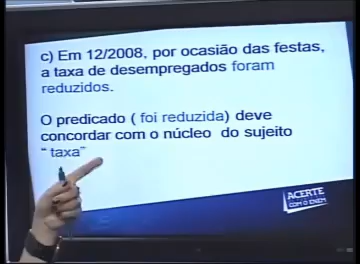 c) Em 12/2008, por ocasião das festas,
a taxa de desempregados foram
reduzidos.
O predicado ( foi reduzida) deve
concordar com o núcleo do sujeito
“ taxa”
ACERTE
COM O ENEM